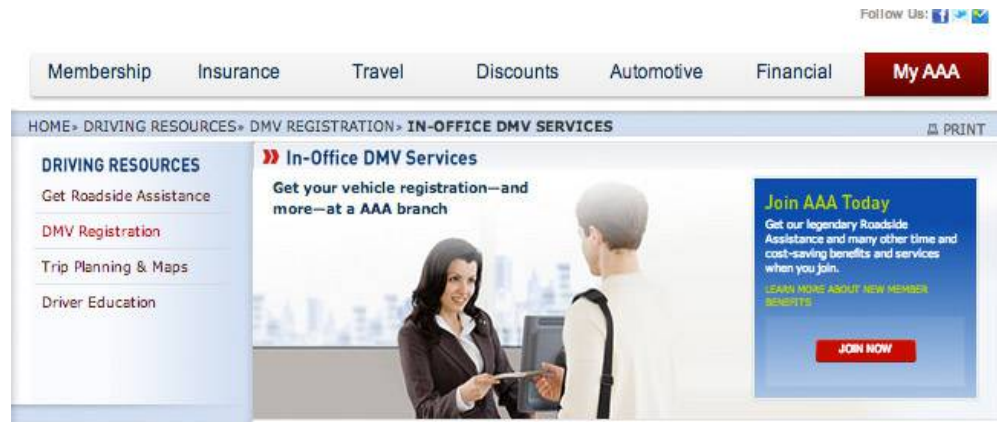 Follow Us:
Membership Insurance Travel Discounts Automotive Financial My AAA
HOME» DRIVING RESOURCES» DMV REGISTRATION» IN-OFFICE DMV SERVICES
PRINT
DRIVING RESOURCES
Get Roadside Assistance
DMV Registration
Trip Planning & Maps
Driver Education
In-Office DMV Services
Get your vehicle registration—and
more—at a AAA branch
Join AAA Today
Get our legendary Roadside
Assistance and many other time and
cost-saving benefits and services
when you join.
LEARN MORE ABOUT NEW MEMBER
BENEFITS
JOIN NOW